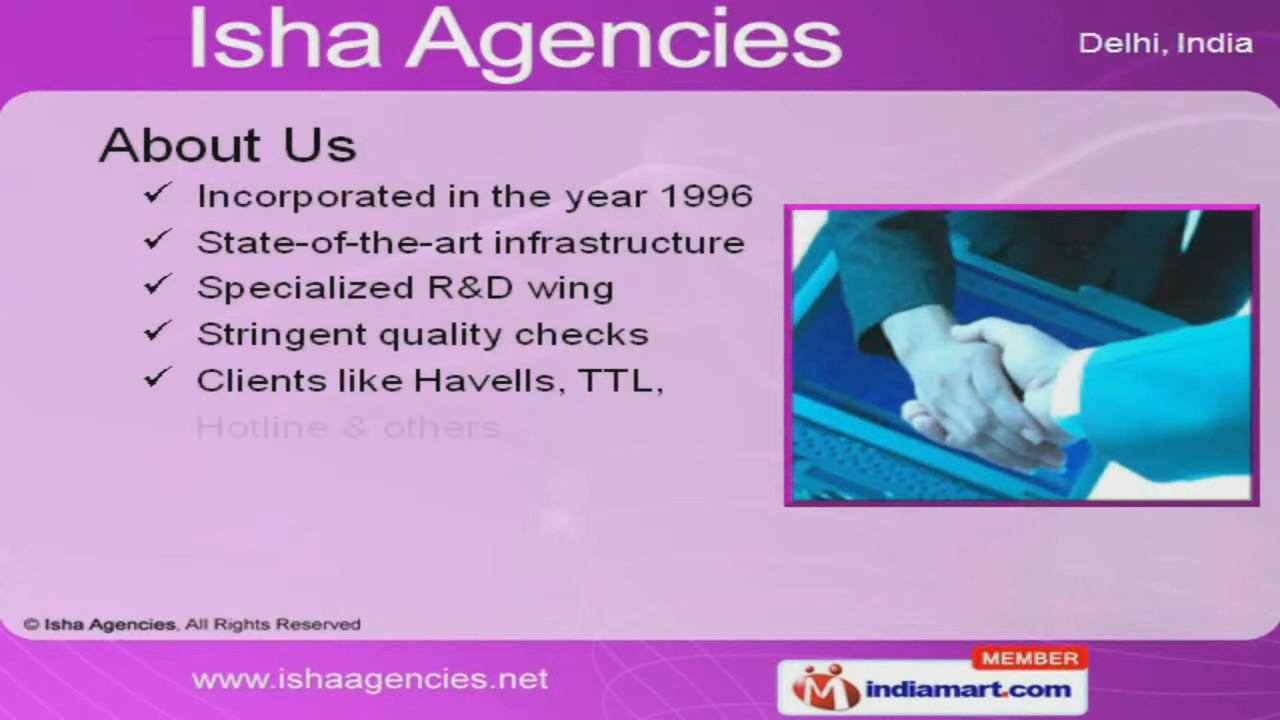 Isha Agencies
Delhi, India
About Us
✓ Incorporated in the year 1996
✓ State-of-the-art infrastructure
✓ Specialized R&D wing
✓ Stringent quality checks
✓ Clients like Havells, TTL,
Hotline & others
© Isha Agencies, All Rights Reserved
www.ishaagencies.net
MEMBER
indiamart.com